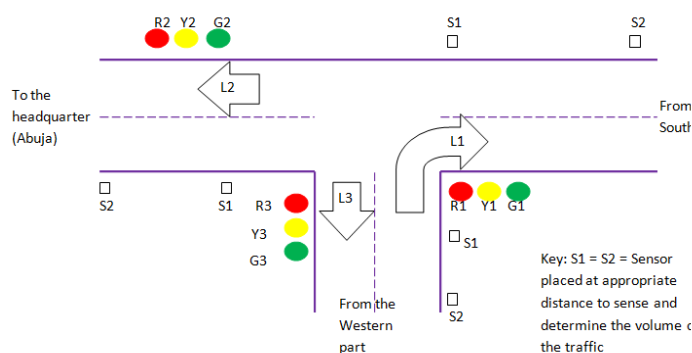 R2 Y2 G2
S1
S2
To the
headquarter
(Abuja)
L2
From
South
L1
S2
S1
R3
Y3
G3
L3
R1 Y1 G1
S1
S2
From the
Western
part
Key: S1 = S2 = Sensor
placed at appropriate
distance to sense and
determine the volume o
the traffic